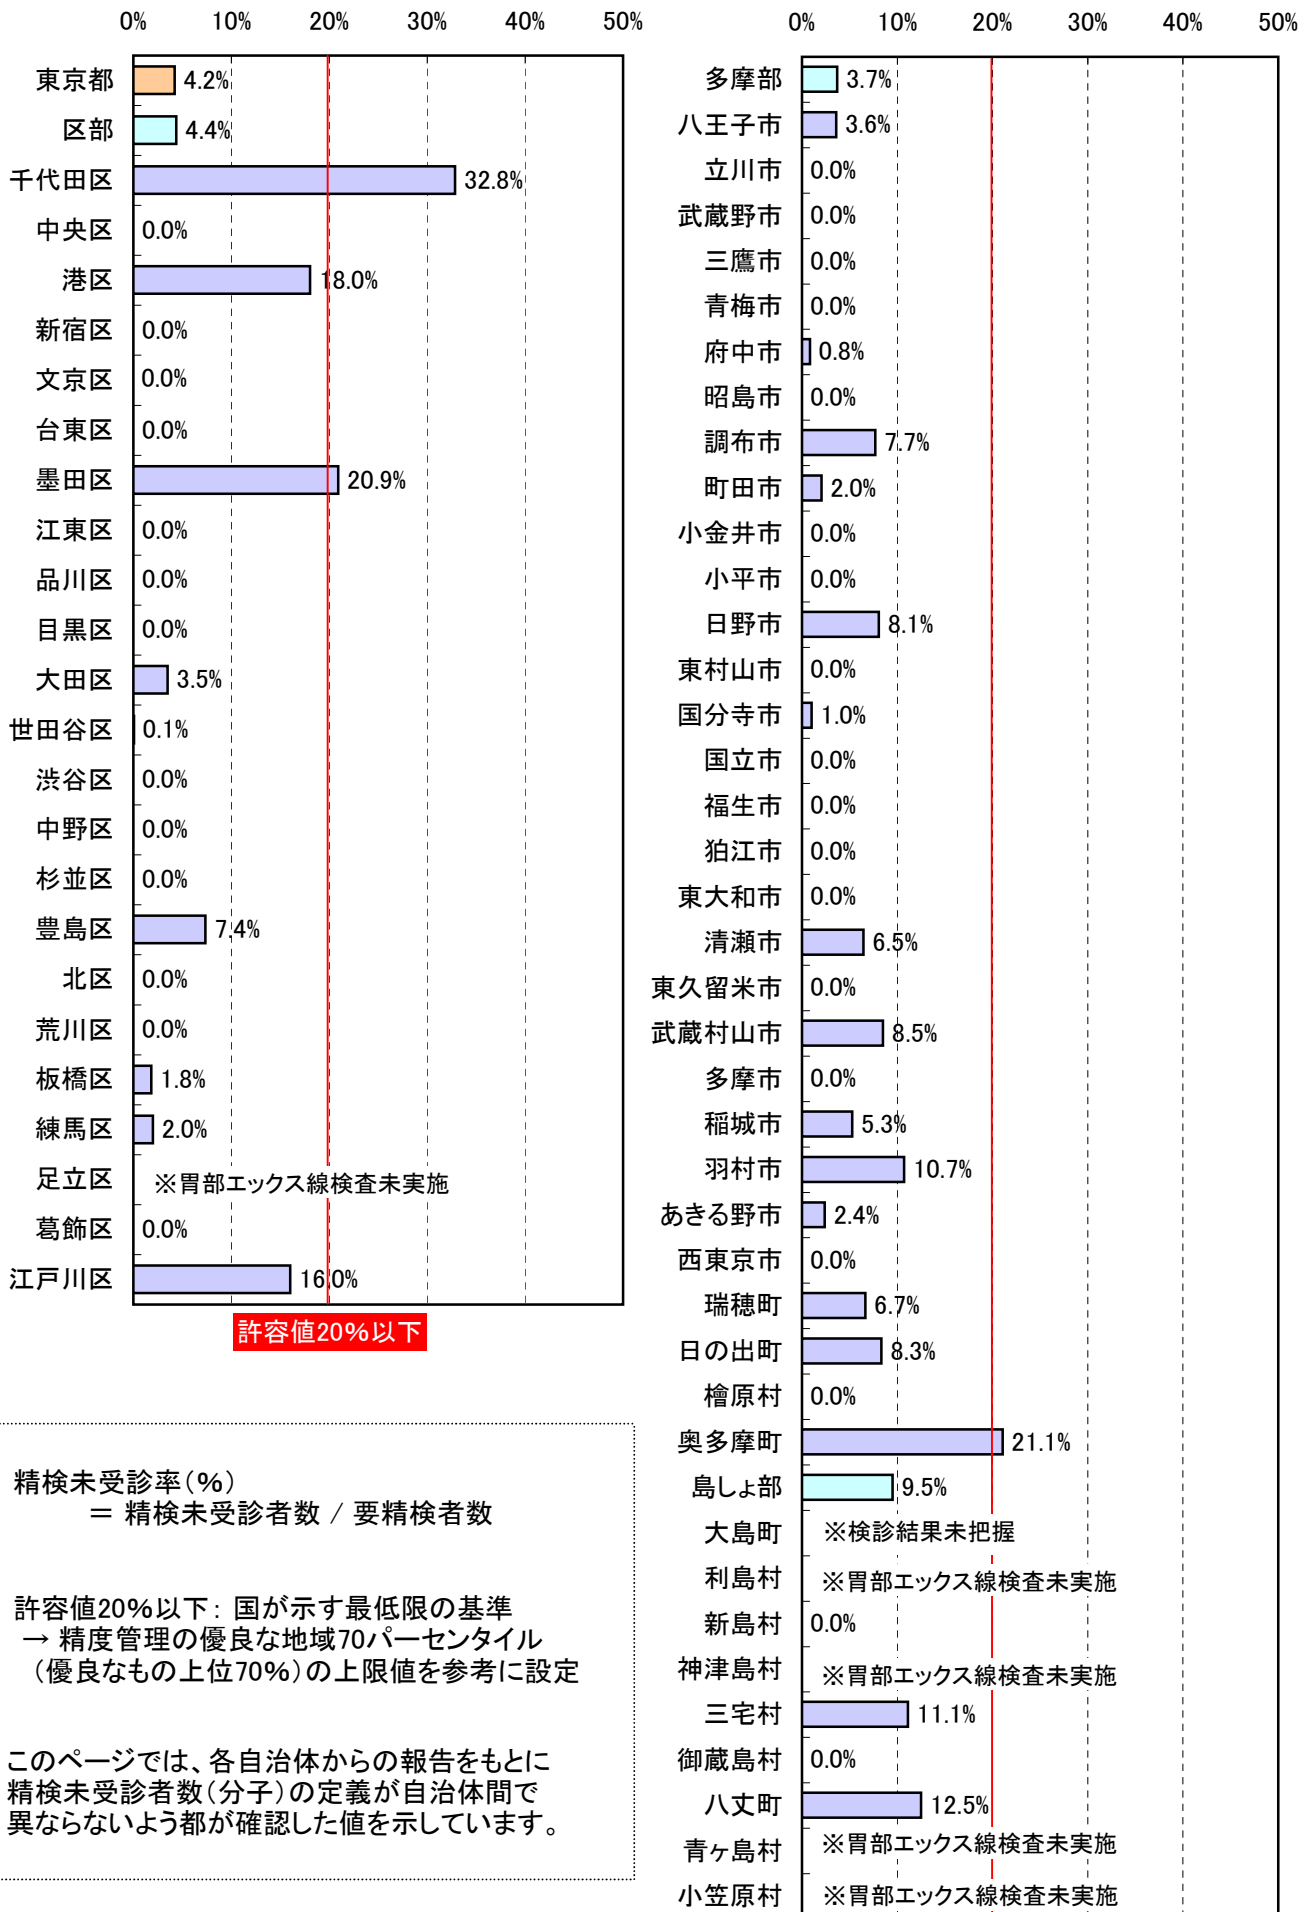 0% 10% 20% 30% 40% 50%
東京都 4.2%
区部 4.4%
千代田区 32.8%
中央区 0.0%
港区 18.0%
新宿区 0.0%
文京区 0.0%
台東区 0.0%
墨田区 20.9%
江東区 0.0%
品川区 0.0%
目黒区 0.0%
大田区 3.5%
世田谷区 0.1%
渋谷区 0.0%
中野区 0.0%
杉並区 0.0%
豊島区 7.4%
北区 0.0%
荒川区 0.0%
板橋区 1.8%
練馬区 2.0%
足立区 ※胃部エックス線検査未実施
葛飾区 0.0%
江戸川区 16.0%
許容値20%以下
精検未受診率(%)
= 精検未受診者数 / 要精検者数
許容値20%以下: 国が示す最低限の基準
→ 精度管理の優良な地域70パーセンタイル
(優良なもの上位70%)の上限値を参考に設定
このページでは、各自治体からの報告をもとに
精検未受診者数(分子)の定義が自治体間で
異ならないよう都が確認した値を示しています。
0% 10% 20% 30% 40% 50%
多摩部 3.7%
八王子市 3.6%
立川市 0.0%
武蔵野市 0.0%
三鷹市 0.0%
青梅市 0.0%
府中市 0.8%
昭島市 0.0%
調布市 7.7%
町田市 2.0%
小金井市 0.0%
小平市 0.0%
日野市 8.1%
東村山市 0.0%
国分寺市 1.0%
国立市 0.0%
福生市 0.0%
狛江市 0.0%
東大和市 0.0%
清瀬市 6.5%
東久留米市 0.0%
武蔵村山市 8.5%
多摩市 0.0%
稲城市 5.3%
羽村市 10.7%
あきる野市 2.4%
西東京市 0.0%
瑞穂町 6.7%
日の出町 8.3%
檜原村 0.0%
奥多摩町 21.1%
島しょ部 9.5%
大島町 ※検診結果未把握
利島村 ※胃部エックス線検査未実施
新島村 0.0%
神津島村 ※胃部エックス線検査未実施
三宅村 11.1%
御蔵島村 0.0%
八丈町 12.5%
青ヶ島村 ※胃部エックス線検査未実施
小笠原村 ※胃部エックス線検査未実施